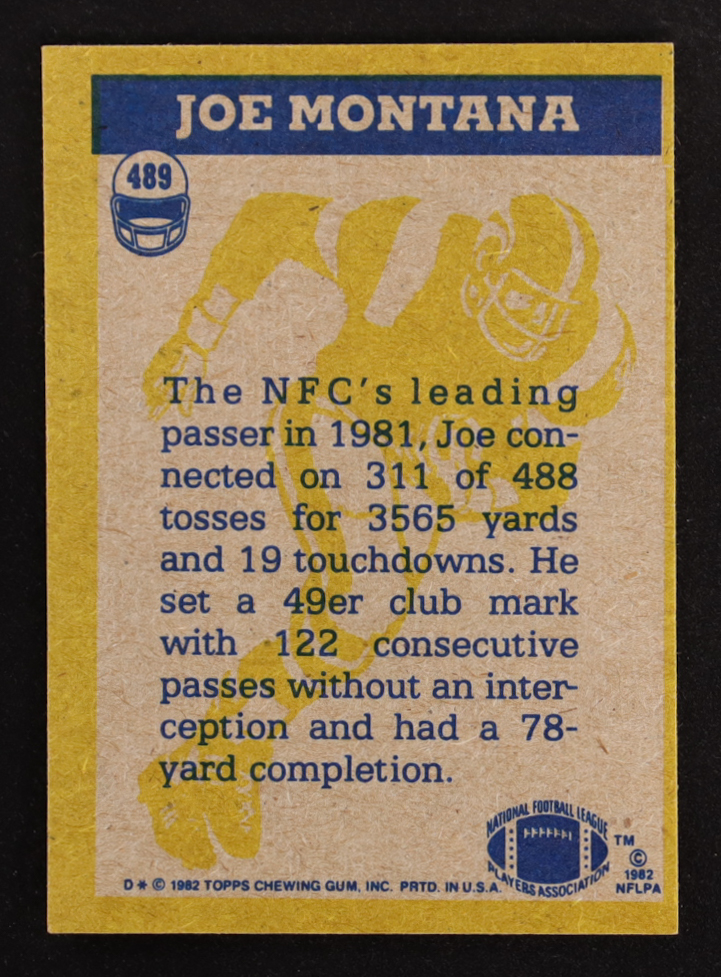 JOE MONTANA
489
The NFC's leading
passer in 1981, Joe con-
nected on 311 of 488
tosses for 3565 yards
and 19 touchdowns. He
set a 49er club mark
with 122 consecutive
passes without an inter-
ception and had a 78-
yard completion.
NATIONAL FOOTBALL LEAGUE
PLAYERS ASSOCIATION
TM
©
1982
NFLPA
D * © 1982 TOPPS CHEWING GUM, INC. PRTD. IN U.S.A.